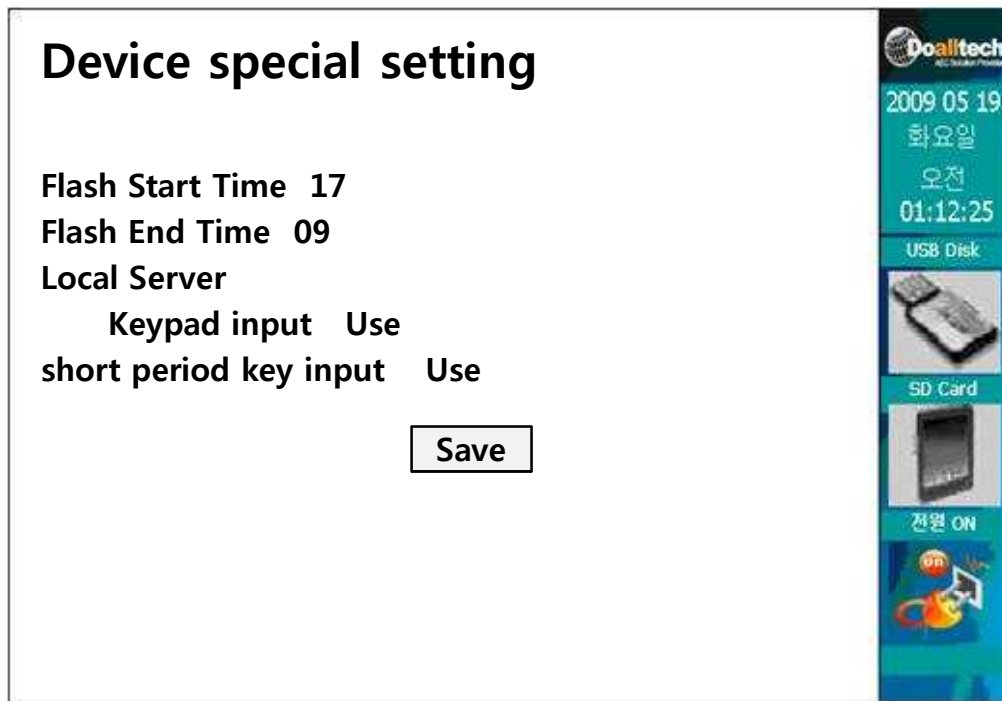 Device special setting
Flash Start Time 17
Flash End Time 09
Local Server
Keypad input Use
short period key input Use
Save
Doalltech
2009 05 19
화요일
오전
01:12:25
USB Disk
SD Card
전원 ON
on